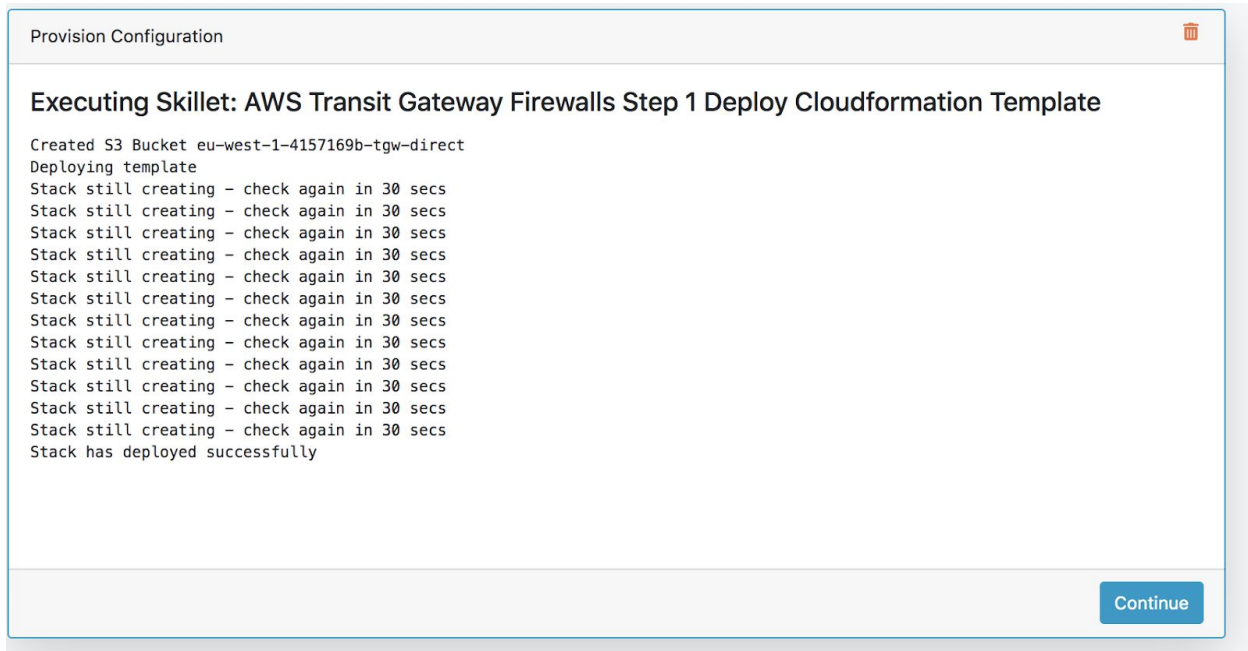 Provision Configuration
Executing Skillet: AWS Transit Gateway Firewalls Step 1 Deploy Cloudformation Template
Created S3 Bucket eu-west-1-4157169b-tgw-direct
Deploying template
Stack still creating – check again in 30 secs
Stack still creating – check again in 30 secs
Stack still creating – check again in 30 secs
Stack still creating – check again in 30 secs
Stack still creating – check again in 30 secs
Stack still creating – check again in 30 secs
Stack still creating – check again in 30 secs
Stack still creating – check again in 30 secs
Stack still creating – check again in 30 secs
Stack still creating – check again in 30 secs
Stack still creating – check again in 30 secs
Stack still creating – check again in 30 secs
Stack has deployed successfully
Continue